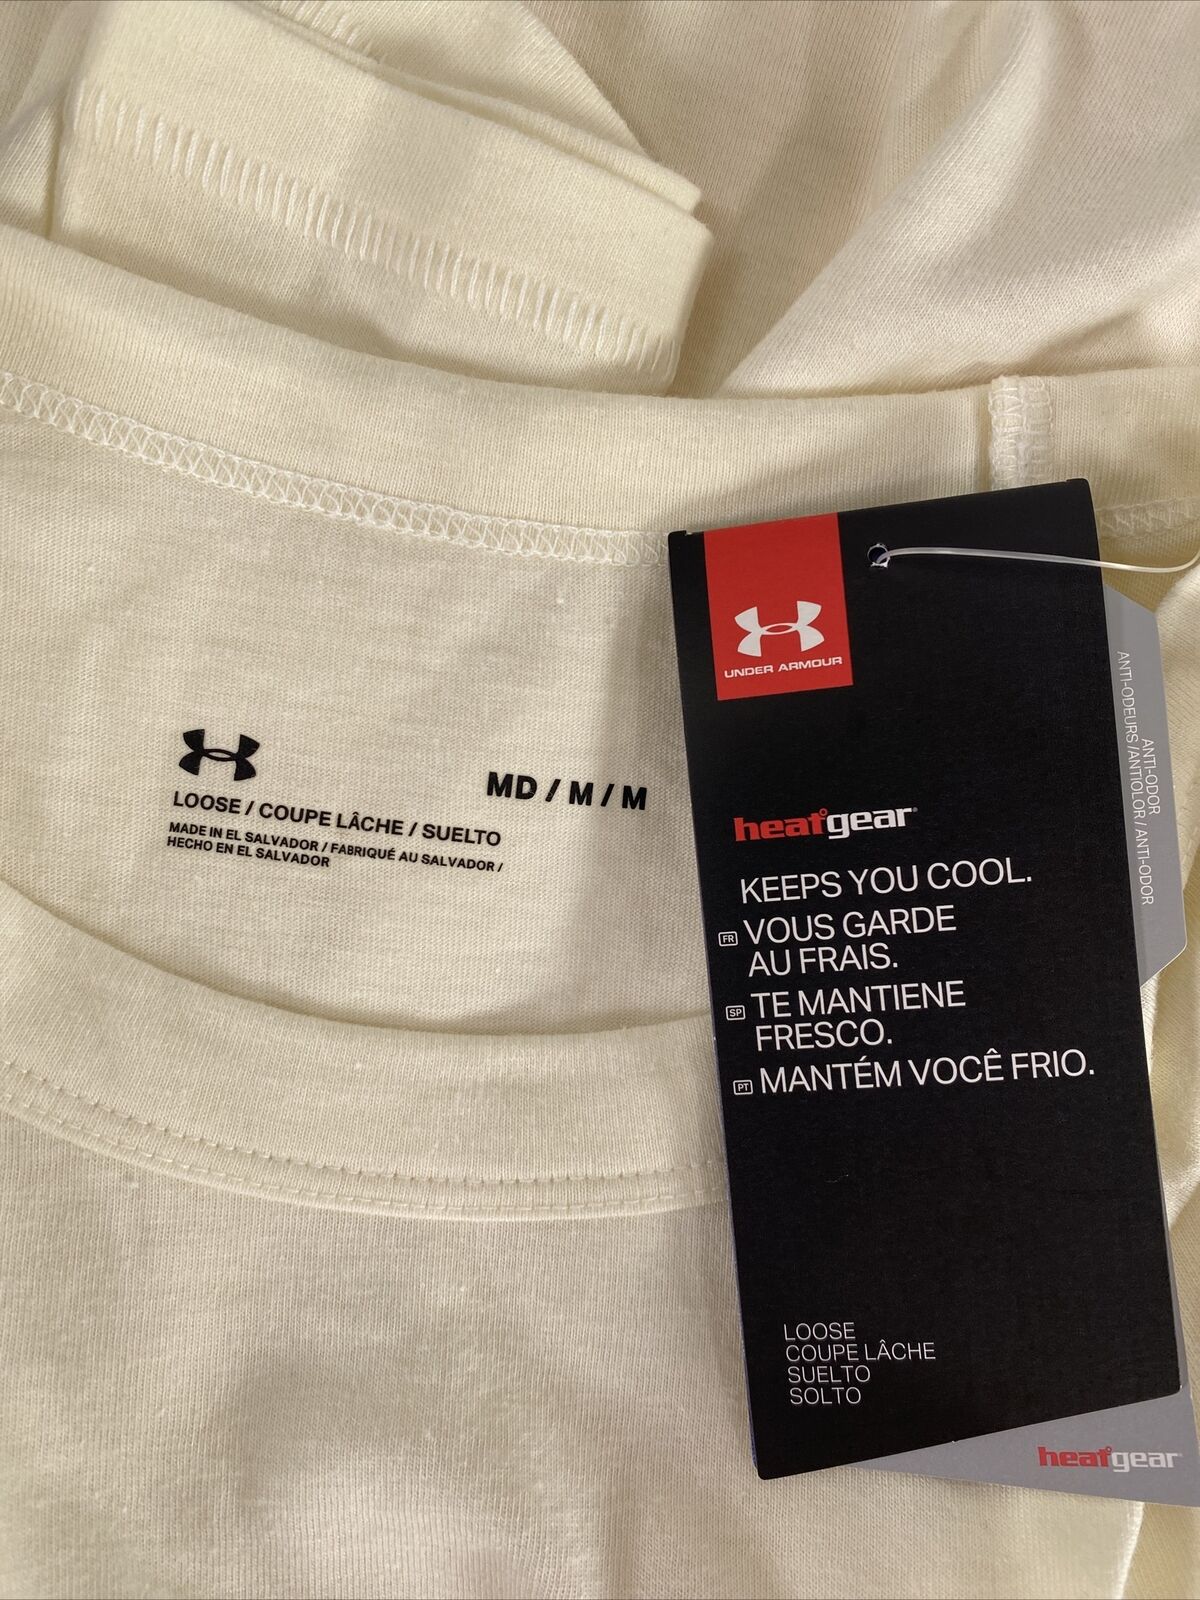 MD / M / M
LOOSE / COUPE LÂCHE / SUELTO
MADE IN EL SALVADOR / FABRIQUÉ AU SALVADOR /
HECHO EN EL SALVADOR
UNDER ARMOUR
heatgear®
KEEPS YOU COOL.
FR VOUS GARDE
AU FRAIS.
SP TE MANTIENE
FRESCO.
PT MANTÉM VOCÊ FRIO.
LOOSE
COUPE LÂCHE
SUELTO
SOLTO
ANTI-ODOR
ANTI-ODEURS / ANTIOLOR / ANTI-ODOR
heatgear